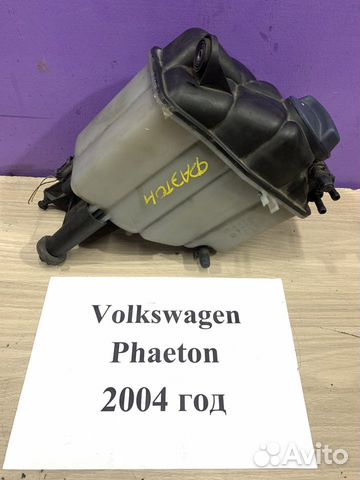 ФАЭТОН
Volkswagen
Phaeton
2004 год
Avito